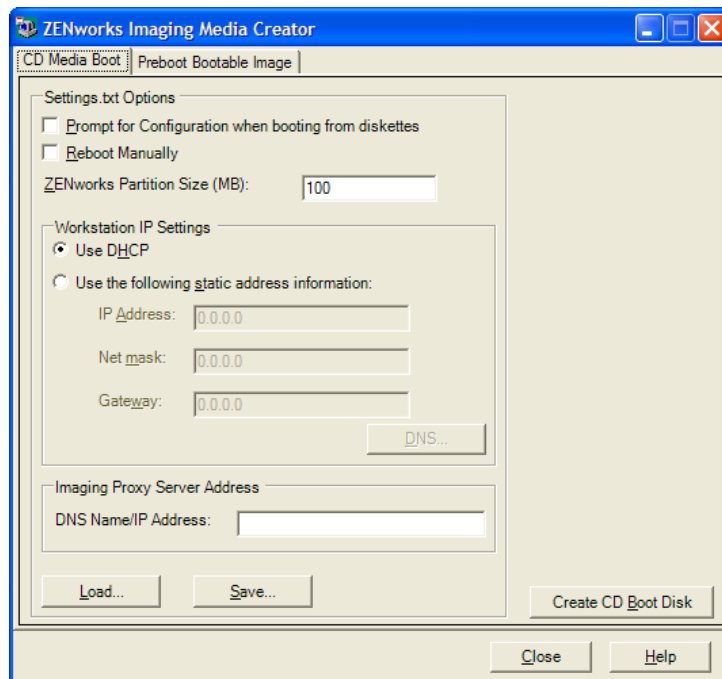 ZENworks Imaging Media Creator
CD Media Boot Preboot Bootable Image
Settings.txt Options
Prompt for Configuration when booting from diskettes
Reboot Manually
ZENworks Partition Size (MB): 100
Workstation IP Settings
Use DHCP
Use the following static address information:
IP Address: 0.0.0.0
Net mask: 0.0.0.0
Gateway: 0.0.0.0
DNS...
Imaging Proxy Server Address
DNS Name/IP Address:
Load... Save...
Create CD Boot Disk
Close Help